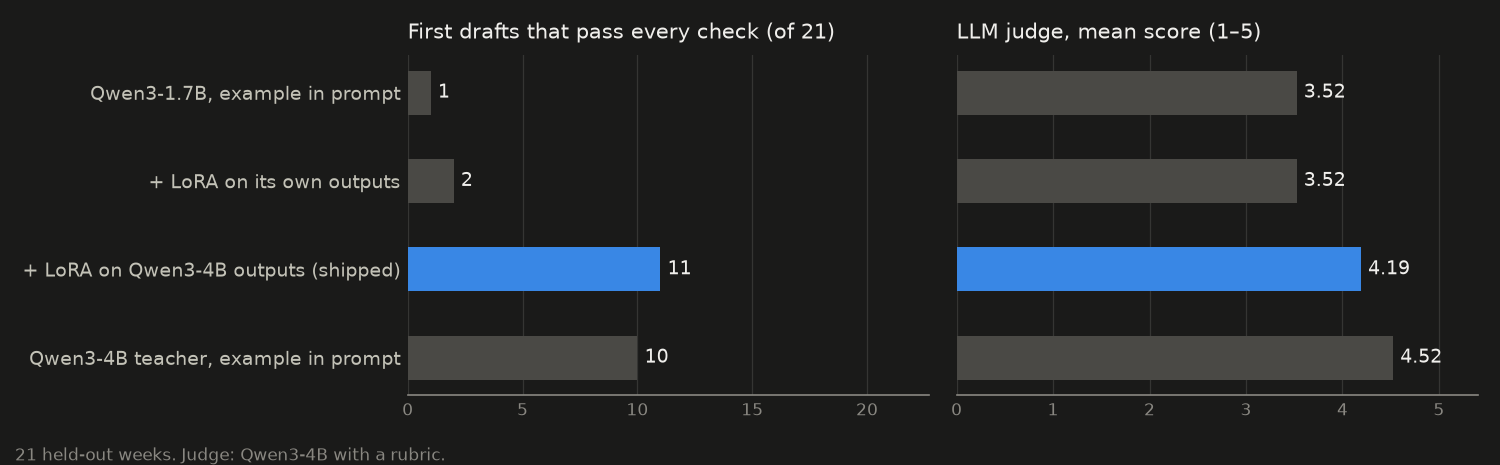 First drafts that pass every check (of 21)
LLM judge, mean score (1–5)
Qwen3-1.7B, example in prompt
1
3.52
+ LoRA on its own outputs
2
3.52
+ LoRA on Qwen3-4B outputs (shipped)
11
4.19
Qwen3-4B teacher, example in prompt
10
4.52
0 5 10 15 20
0 1 2 3 4 5
21 held-out weeks. Judge: Qwen3-4B with a rubric.